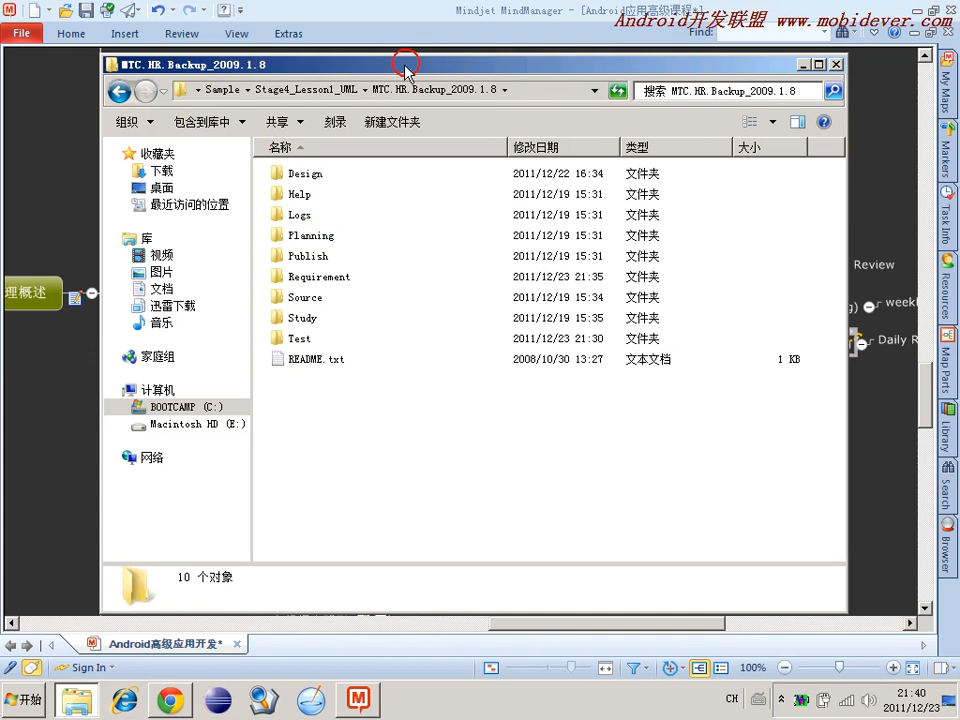 Mindjet MindManager - [Android应用高级课程*
Android开发联盟 www.mobidever.com
File Home Insert Review View Extras Find:
MTC.HR.Backup_2009.1.8
Sample Stage4_Lesson1_UML MTC.HR.Backup_2009.1.8
搜索 MTC.HR.Backup_2009.1.8
组织 包含到库中 共享 刻录 新建文件夹
名称 修改日期 类型 大小
收藏夹
下载
桌面
最近访问的位置
库
视频
图片
文档
迅雷下载
音乐
家庭组
计算机
BOOTCAMP (C:)
Macintosh HD (E:)
网络
Design 2011/12/22 16:34 文件夹
Help 2011/12/19 15:31 文件夹
Logs 2011/12/19 15:31 文件夹
Planning 2011/12/19 15:31 文件夹
Publish 2011/12/19 15:31 文件夹
Requirement 2011/12/23 21:35 文件夹
Source 2011/12/19 15:34 文件夹
Study 2011/12/19 15:35 文件夹
Test 2011/12/23 21:30 文件夹
README.txt 2008/10/30 13:27 文本文档 1 KB
10 个对象
理概述
Review
weekl
Daily R
My Maps
Markers
Task Info
Resources
Map Parts
Library
Search
Browser
Android高级应用开发*
Sign In
100%
开始
CH
21:40
2011/12/23